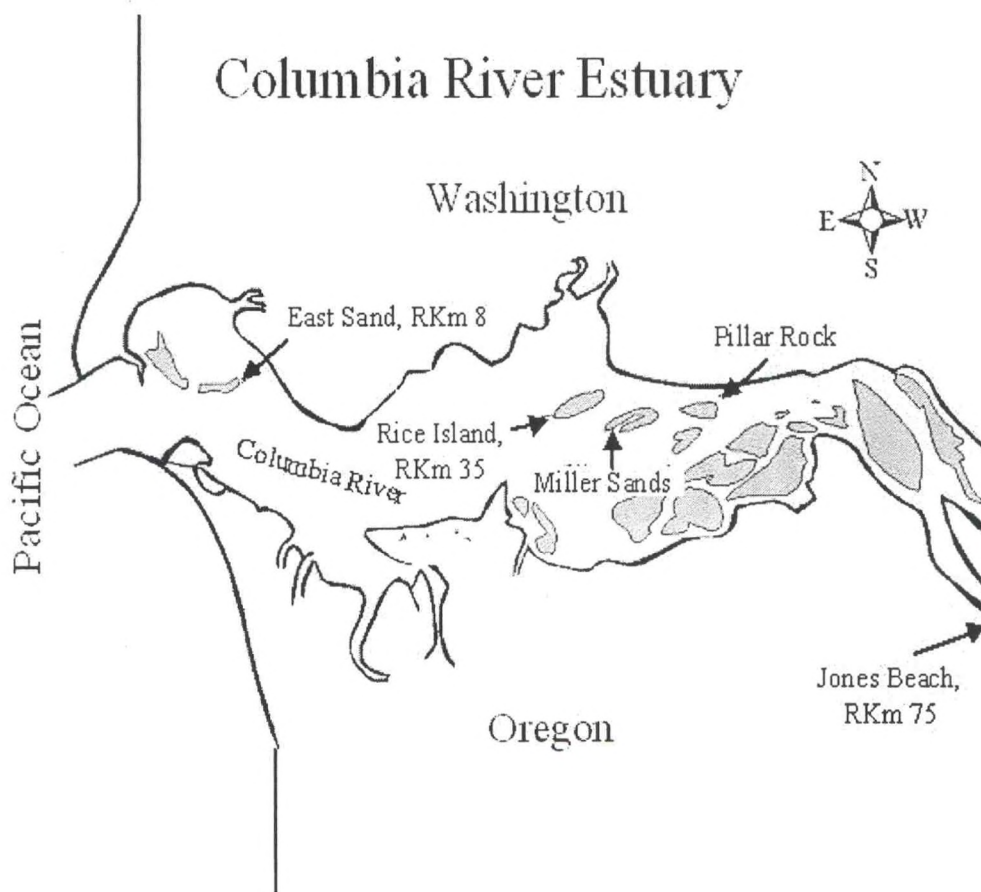 Columbia River Estuary
Washington
N
E W
S
East Sand, RKm 8
Pillar Rock
Pacific Ocean
Rice Island,
RKm 35
Columbia River
Miller Sands
Jones Beach,
RKm 75
Oregon